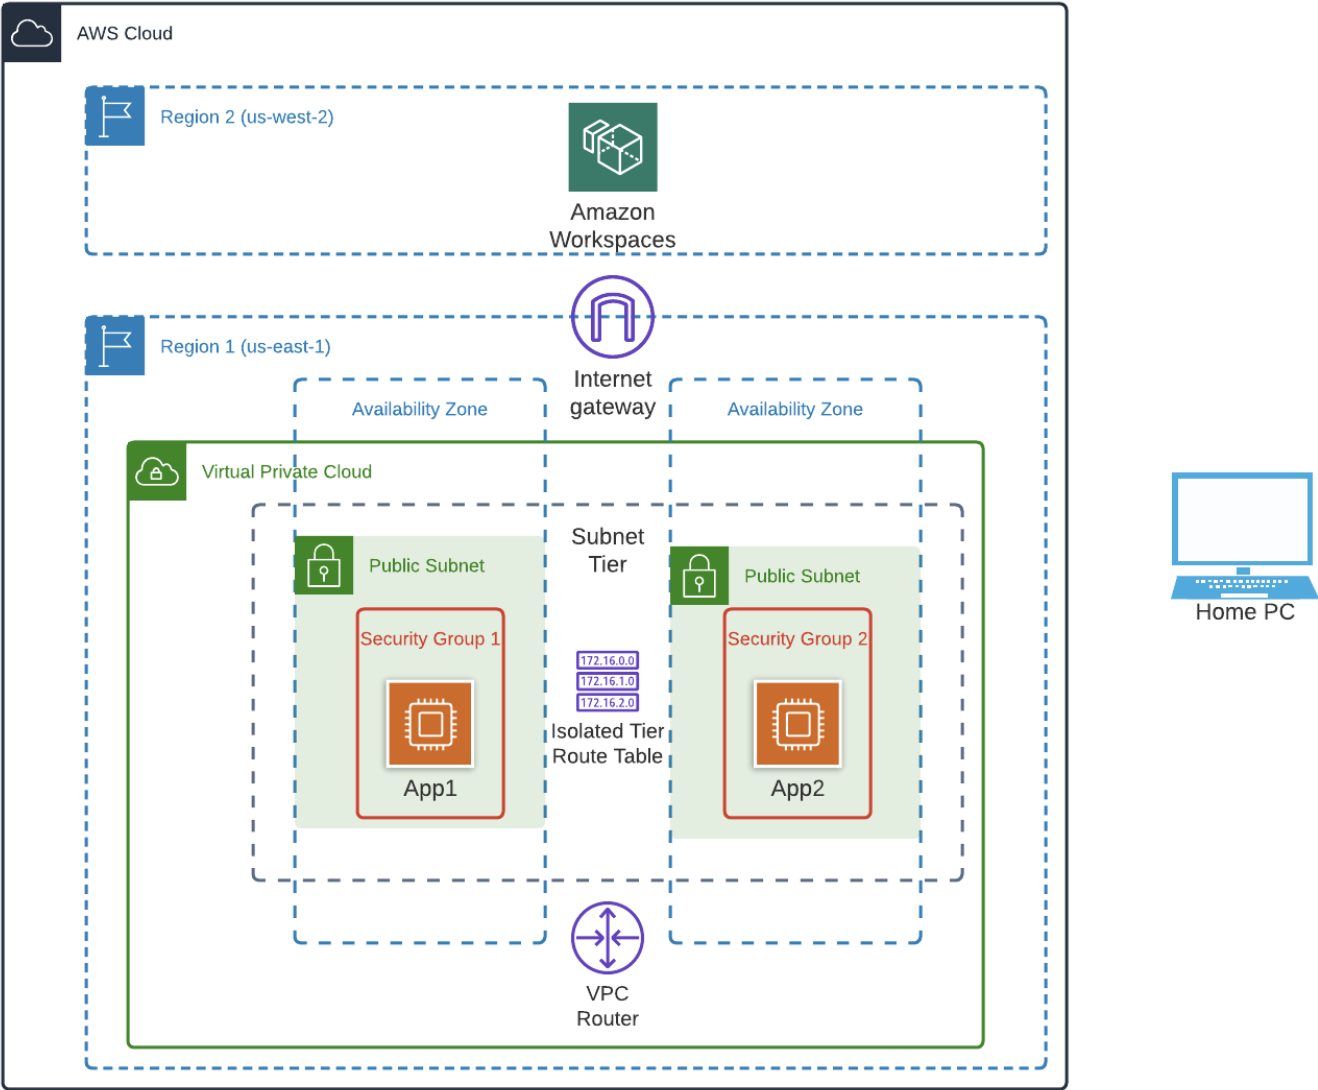 AWS Cloud
Region 2 (us-west-2)
Amazon
Workspaces
Region 1 (us-east-1)
Internet
gateway
Availability Zone
Availability Zone
Virtual Private Cloud
Subnet
Tier
Public Subnet
Public Subnet
Security Group 1
Security Group 2
172.16.0.0
172.16.1.0
172.16.2.0
Isolated Tier
Route Table
App1
App2
VPC
Router
Home PC